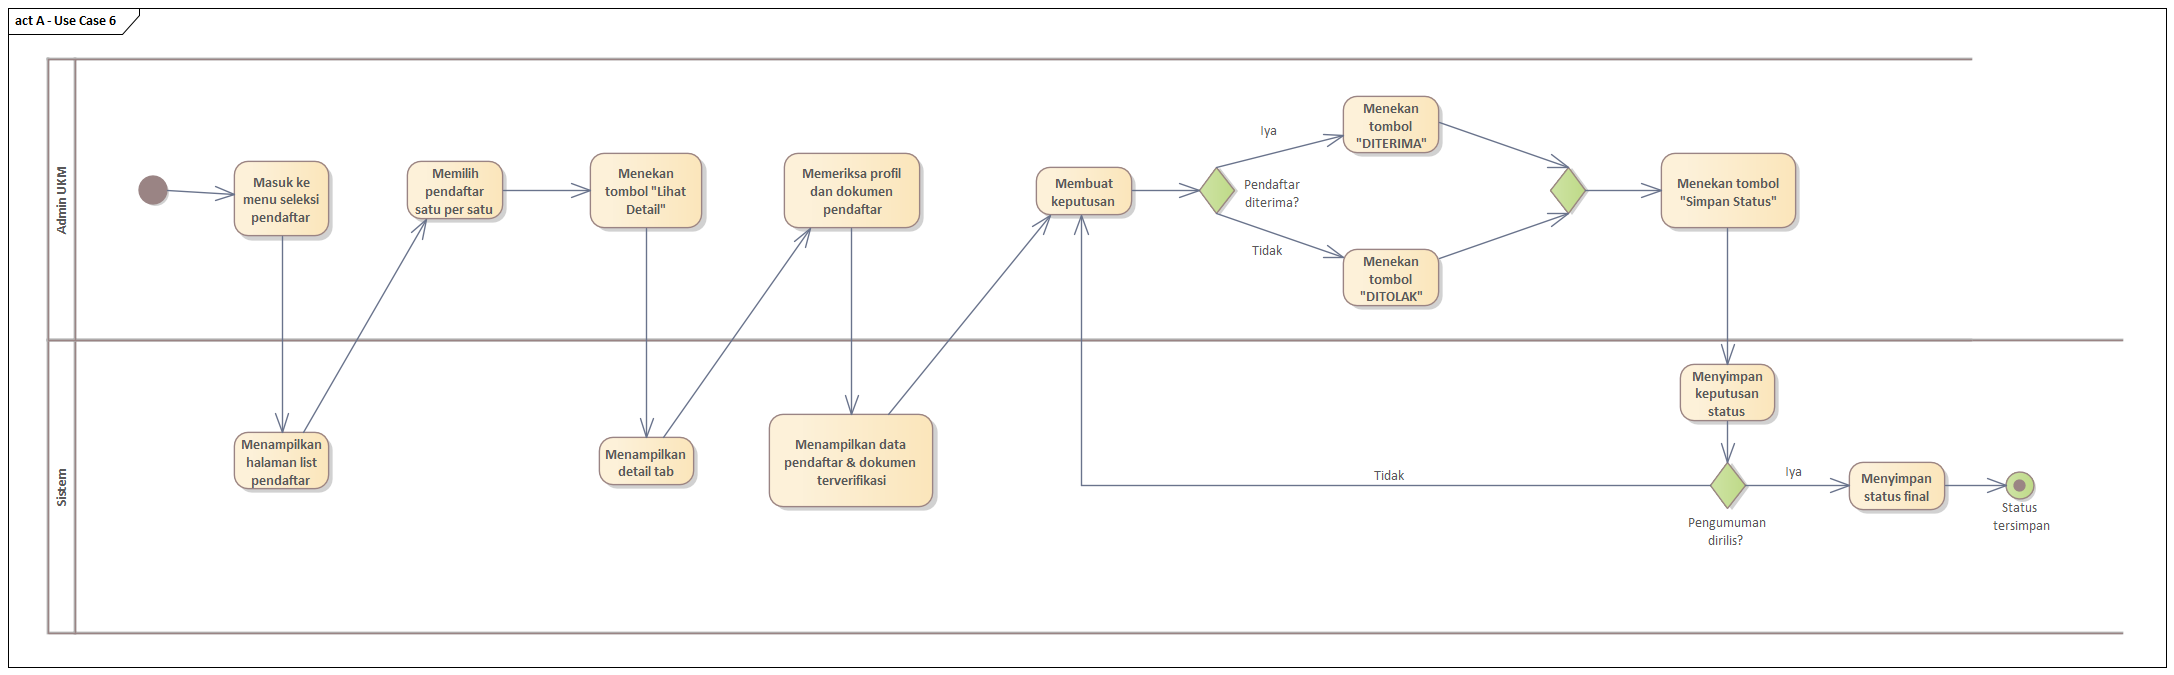 act A - Use Case 6
Admin UKM
Masuk ke
menu seleksi
pendaftar
Memilih
pendaftar
satu per satu
Menekan
tombol "Lihat
Detail"
Memeriksa profil
dan dokumen
pendaftar
Membuat
keputusan
Pendaftar
diterima?
Iya
Menekan
tombol
"DITERIMA"
Tidak
Menekan
tombol
"DITOLAK"
Menekan tombol
"Simpan Status"
Sistem
Menampilkan
halaman list
pendaftar
Menampilkan
detail tab
Menampilkan data
pendaftar & dokumen
terverifikasi
Menyimpan
keputusan
status
Tidak
Pengumuman
dirilis?
Iya
Menyimpan
status final
Status
tersimpan